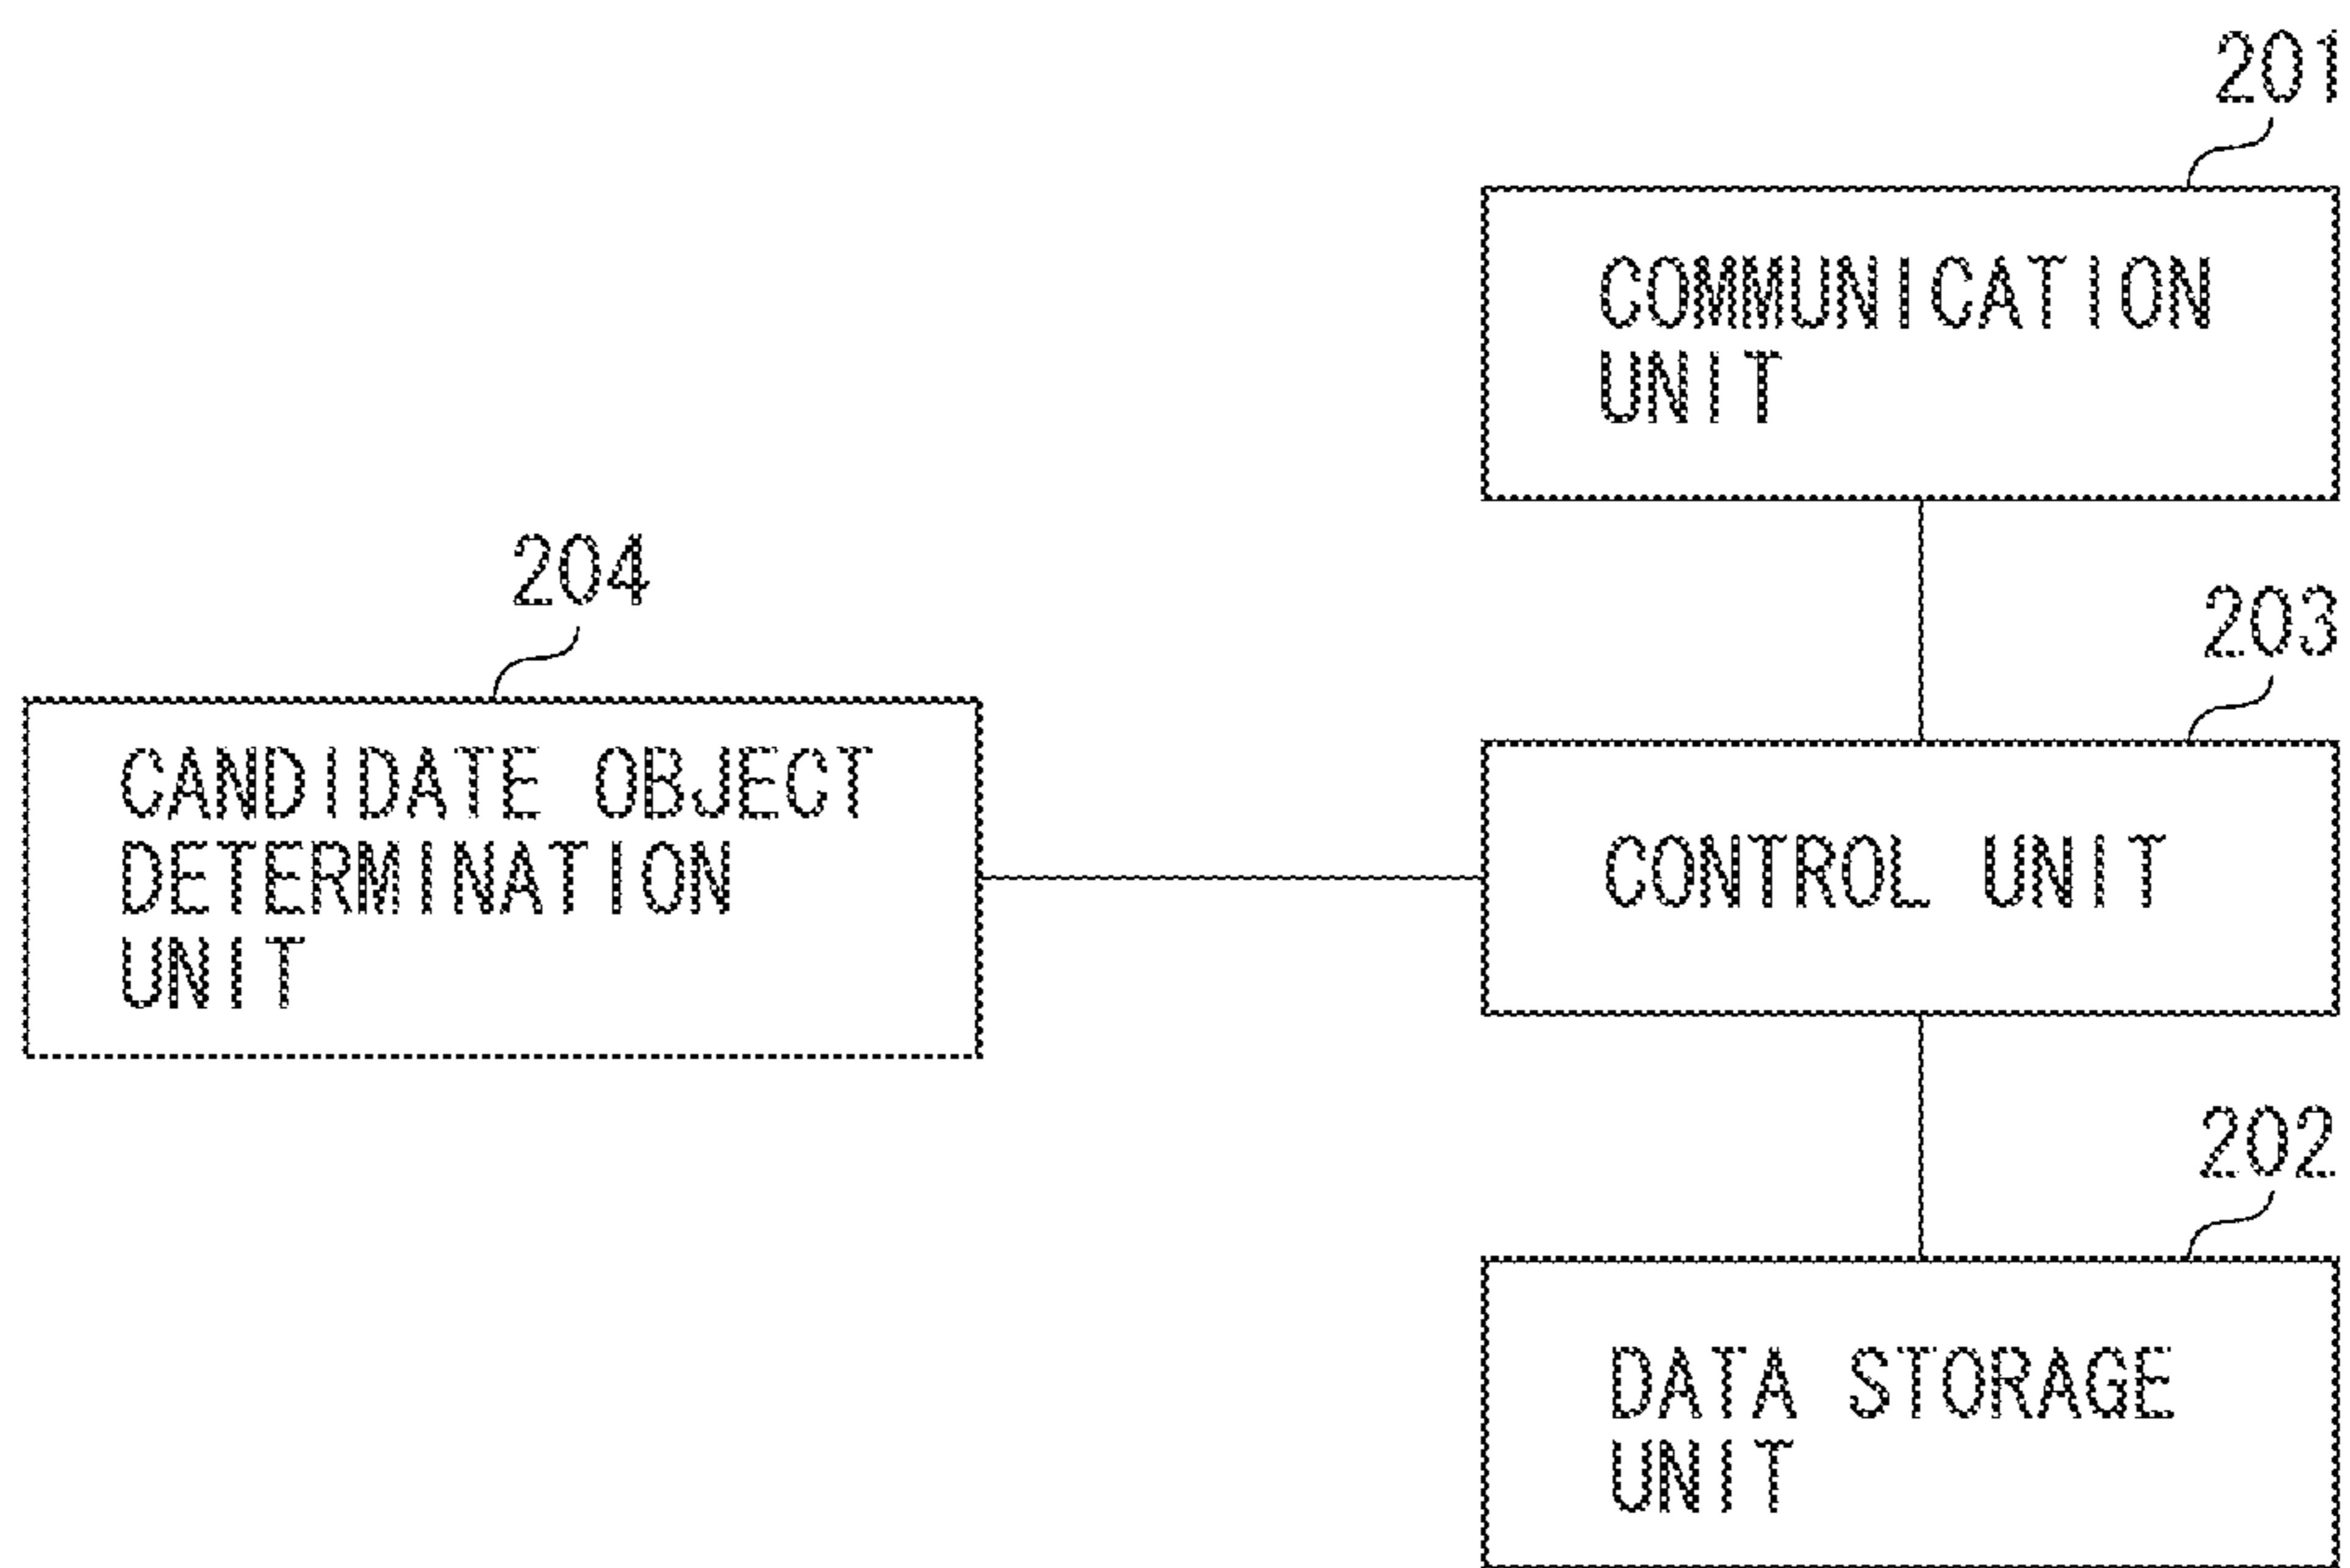 201
COMMUNICATION
UNIT
204
CANDIDATE OBJECT
DETERMINATION
UNIT
203
CONTROL UNIT
202
DATA STORAGE
UNIT